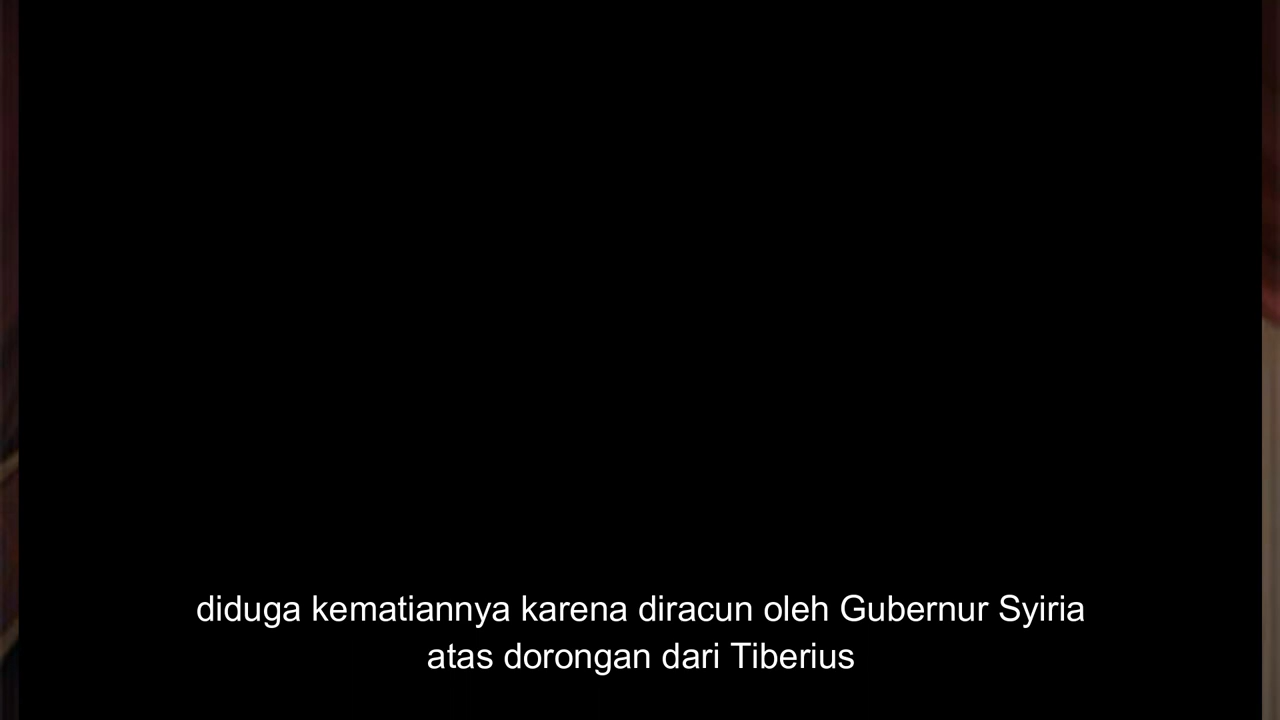 diduga kematiannya karena diracun oleh Gubernur Syiria
atas dorongan dari Tiberius